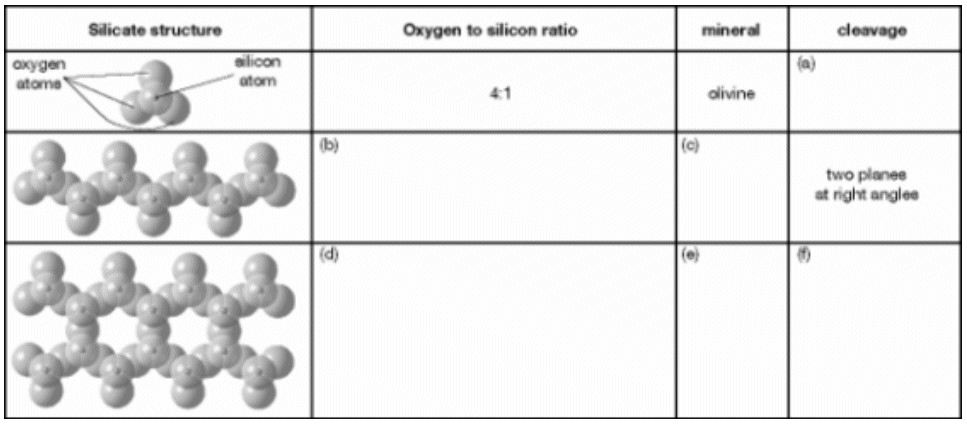 Silicate structure Oxygen to silicon ratio mineral cleavage
oxygen
atoms
silicon
atom
4:1
olivine
(a)
(b)
(c)
two planes
at right angles
(d)
(e)
(f)